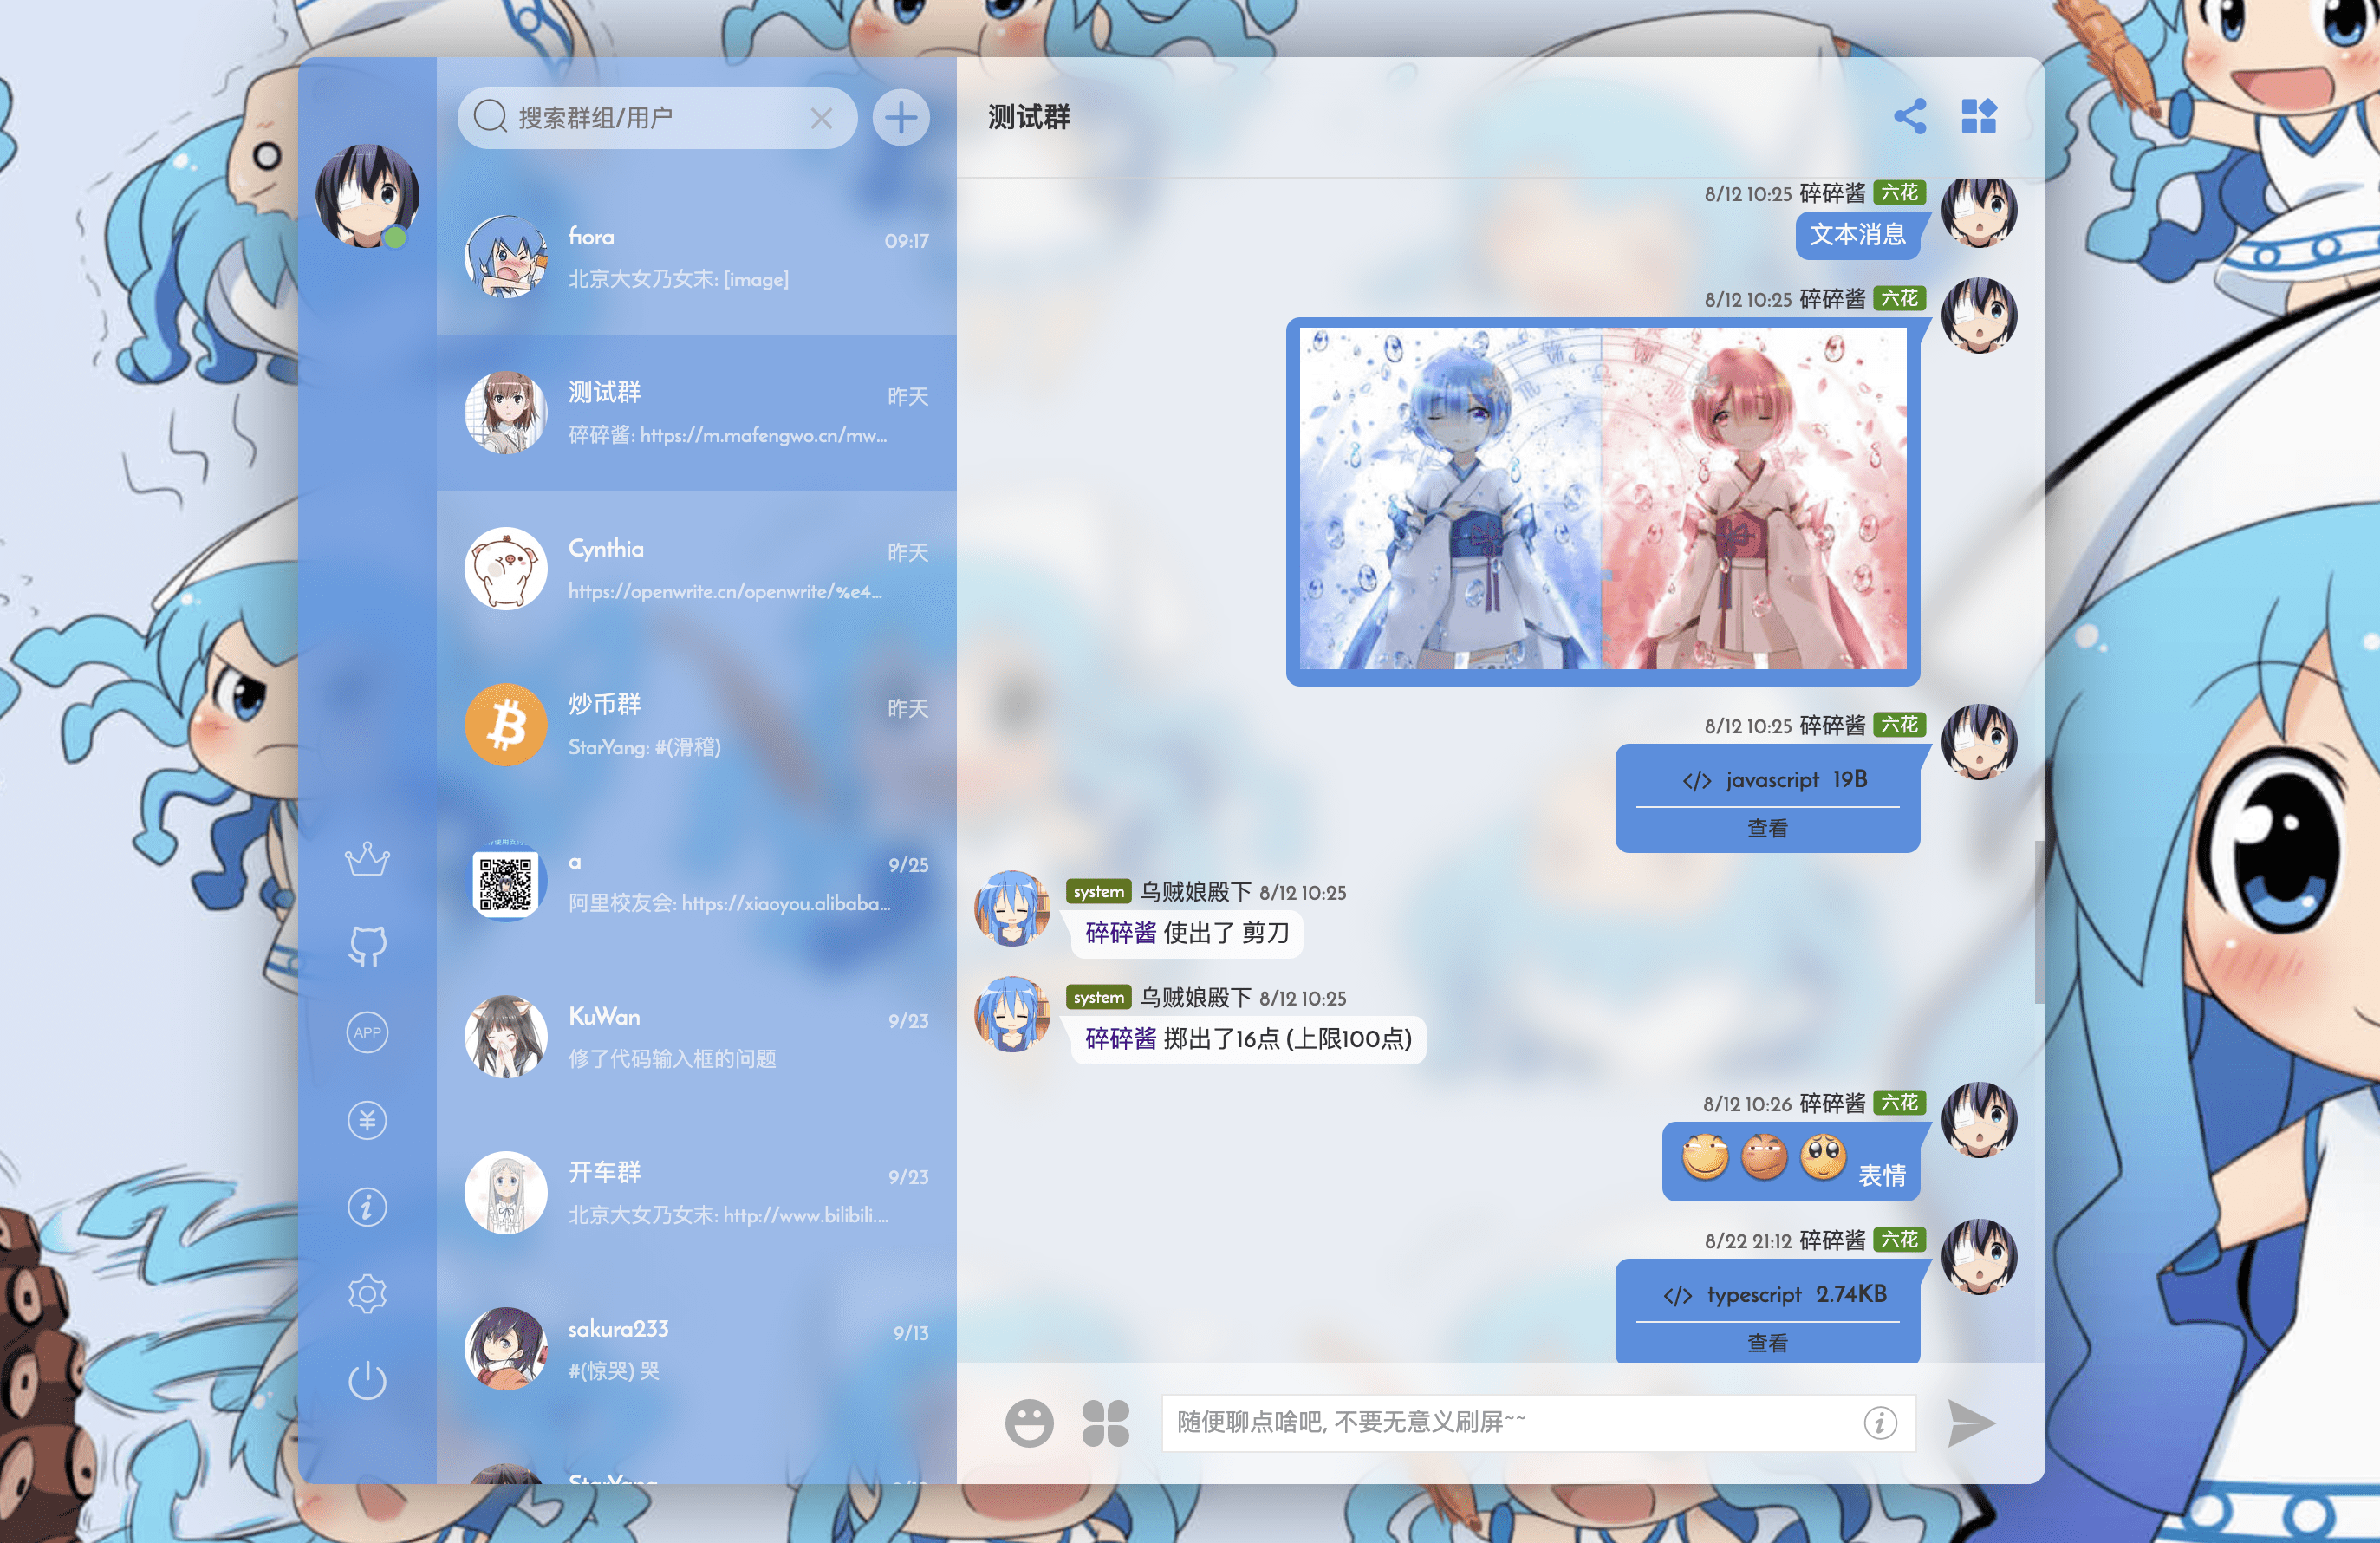 搜索群组/用户
fiora
09:17
北京大女乃女末: [image]
测试群
昨天
碎碎酱: https://m.mafengwo.cn/mw...
Cynthia
昨天
https://openwrite.cn/openwrite/%e4...
炒币群
昨天
StarYang: #(滑稽)
a
9/25
阿里校友会: https://xiaoyou.alibaba...
KuWan
9/23
修了代码输入框的问题
开车群
9/23
北京大女乃女末: http://www.bilibili....
sakura233
9/13
#(惊哭) 哭
StarYang
APP
测试群
8/12 10:25 碎碎酱 六花
文本消息
8/12 10:25 碎碎酱 六花
8/12 10:25 碎碎酱 六花
</> javascript 19B
查看
system 乌贼娘殿下 8/12 10:25
碎碎酱 使出了 剪刀
system 乌贼娘殿下 8/12 10:25
碎碎酱 掷出了16点 (上限100点)
8/12 10:26 碎碎酱 六花
表情
8/22 21:12 碎碎酱 六花
</> typescript 2.74KB
查看
随便聊点啥吧, 不要无意义刷屏~~